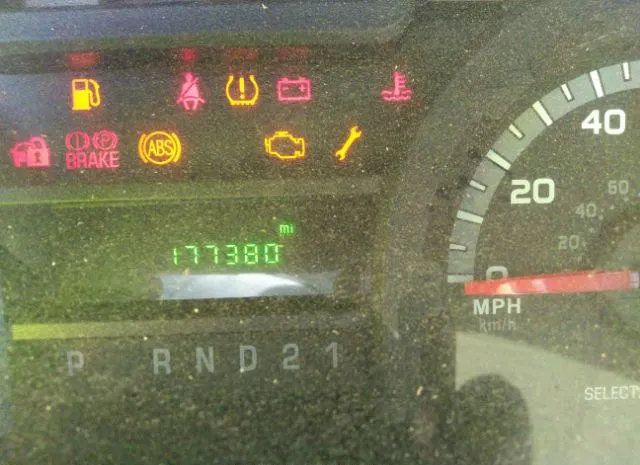 BRAKE
ABS
mi
177380
P R N D 2 1
40
20
0
60
40
20
MPH
km/h
SELECT